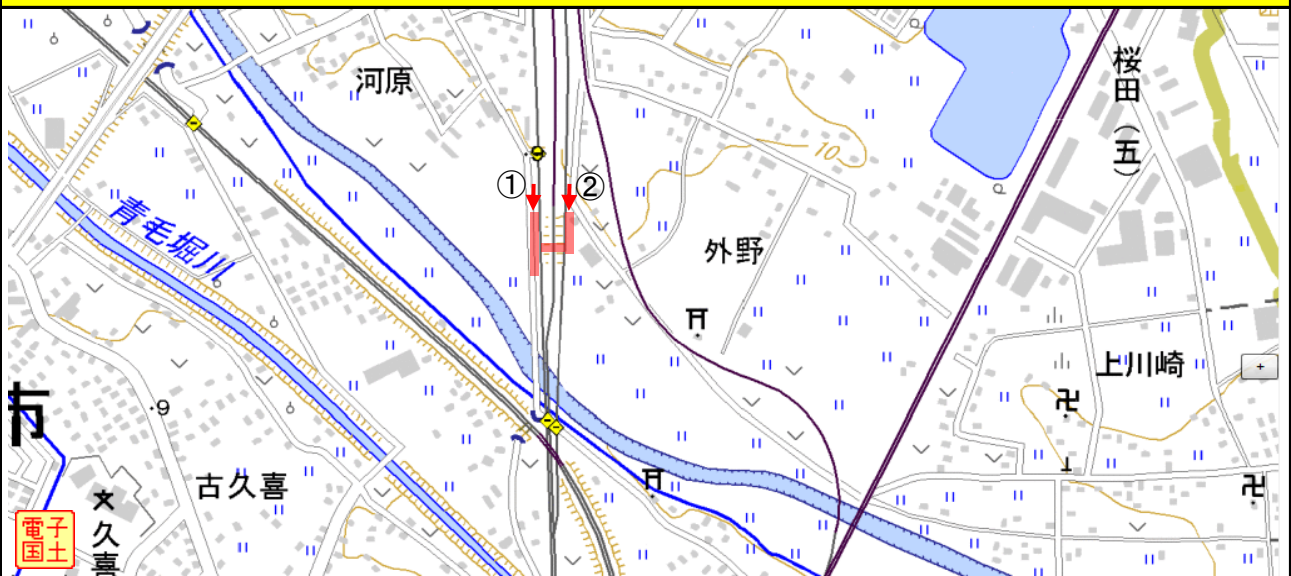 河原
桜田(五)
10
①
②
青毛堀川
外野
上川崎
市
9
古久喜
久喜
電子
国土
+